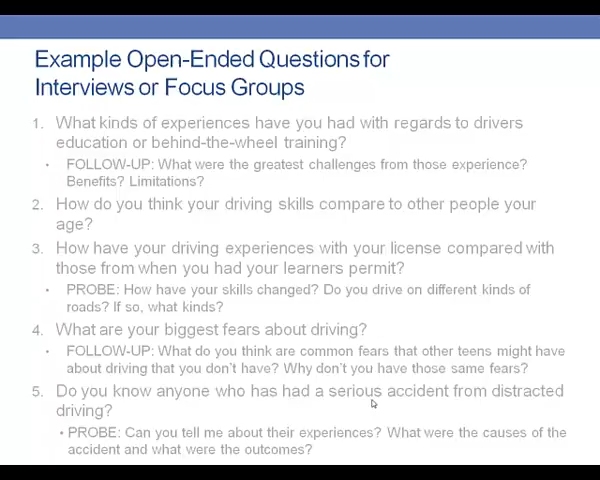 Example Open-Ended Questions for
Interviews or Focus Groups
1. What kinds of experiences have you had with regards to drivers
education or behind-the-wheel training?
• FOLLOW-UP: What were the greatest challenges from those experience?
Benefits? Limitations?
2. How do you think your driving skills compare to other people your
age?
3. How have your driving experiences with your license compared with
those from when you had your learners permit?
• PROBE: How have your skills changed? Do you drive on different kinds of
roads? If so, what kinds?
4. What are your biggest fears about driving?
• FOLLOW-UP: What do you think are common fears that other teens might have
about driving that you don't have? Why don't you have those same fears?
5. Do you know anyone who has had a serious accident from distracted
driving?
• PROBE: Can you tell me about their experiences? What were the causes of the
accident and what were the outcomes?